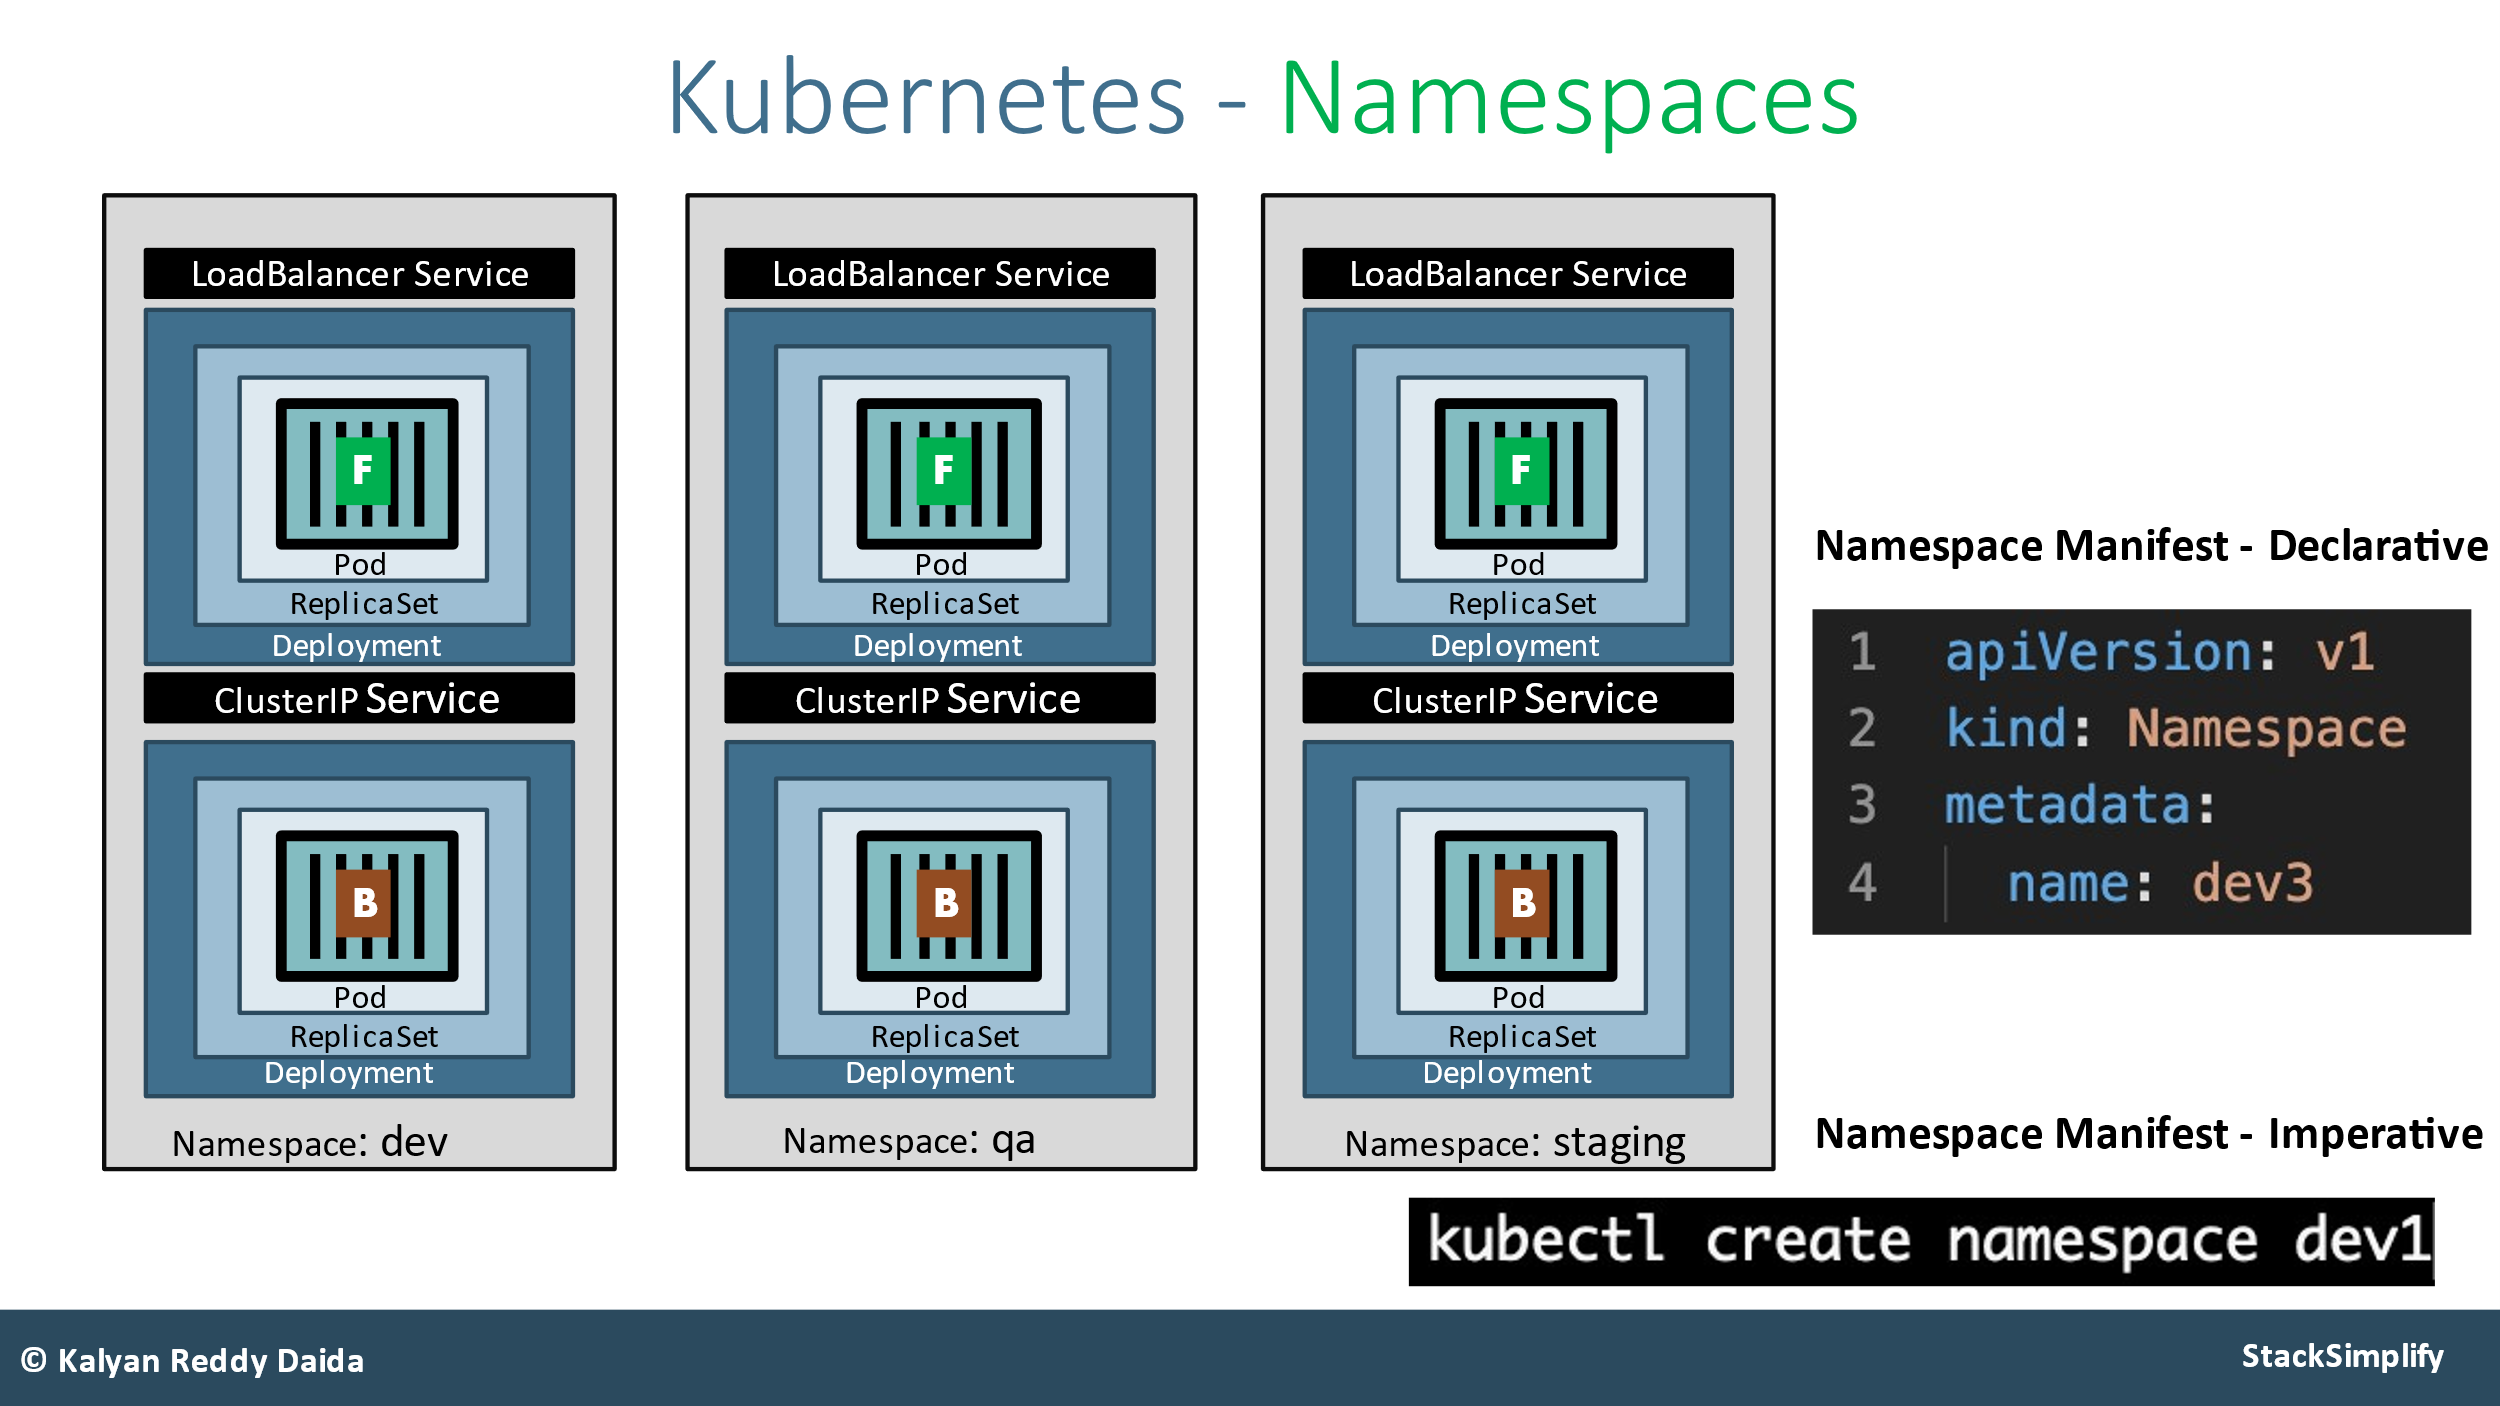 Kubernetes - Namespaces
LoadBalancer Service
F
Pod
ReplicaSet
Deployment
ClusterIP Service
B
Pod
ReplicaSet
Deployment
Namespace: dev
LoadBalancer Service
F
Pod
ReplicaSet
Deployment
ClusterIP Service
B
Pod
ReplicaSet
Deployment
Namespace: qa
LoadBalancer Service
F
Pod
ReplicaSet
Deployment
ClusterIP Service
B
Pod
ReplicaSet
Deployment
Namespace: staging
Namespace Manifest - Declarative
1 apiVersion: v1
2 kind: Namespace
3 metadata:
4 name: dev3
Namespace Manifest - Imperative
kubectl create namespace dev1
© Kalyan Reddy Daida
StackSimplify